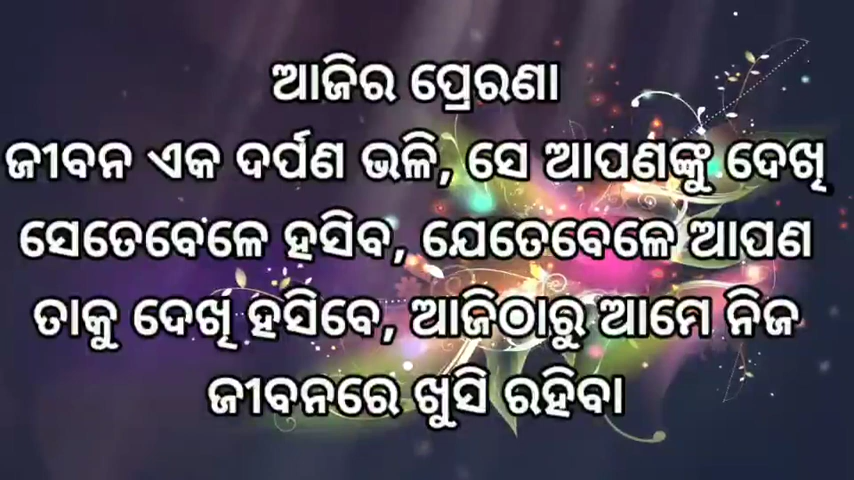 ଆଜିର ପ୍ରେରଣା
ଜୀବନ ଏକ ଦର୍ପଣ ଭଳି, ସେ ଆପଣଙ୍କୁ ଦେଖି
ସେତେବେଳେ ହସିବ, ଯେତେବେଳେ ଆପଣ
ତାକୁ ଦେଖି ହସିବେ, ଆଜିଠାରୁ ଆମେ ନିଜ
ଜୀବନରେ ଖୁସି ରହିବା